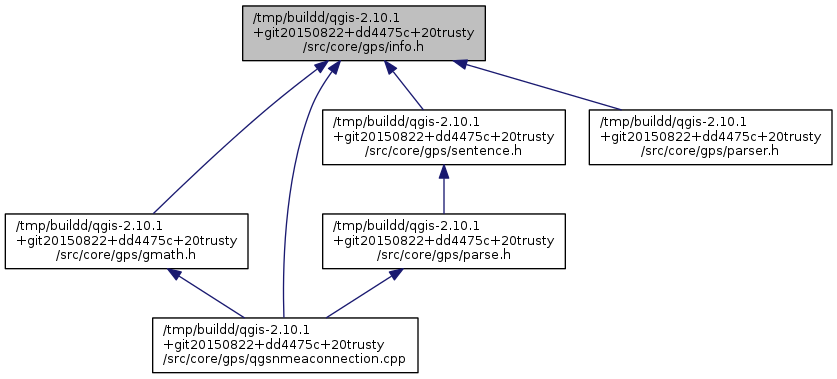 /tmp/buildd/qgis-2.10.1
+git20150822+dd4475c+20trusty
/src/core/gps/info.h
/tmp/buildd/qgis-2.10.1
+git20150822+dd4475c+20trusty
/src/core/gps/sentence.h
/tmp/buildd/qgis-2.10.1
+git20150822+dd4475c+20trusty
/src/core/gps/parser.h
/tmp/buildd/qgis-2.10.1
+git20150822+dd4475c+20trusty
/src/core/gps/gmath.h
/tmp/buildd/qgis-2.10.1
+git20150822+dd4475c+20trusty
/src/core/gps/parse.h
/tmp/buildd/qgis-2.10.1
+git20150822+dd4475c+20trusty
/src/core/gps/qgsnmeaconnection.cpp